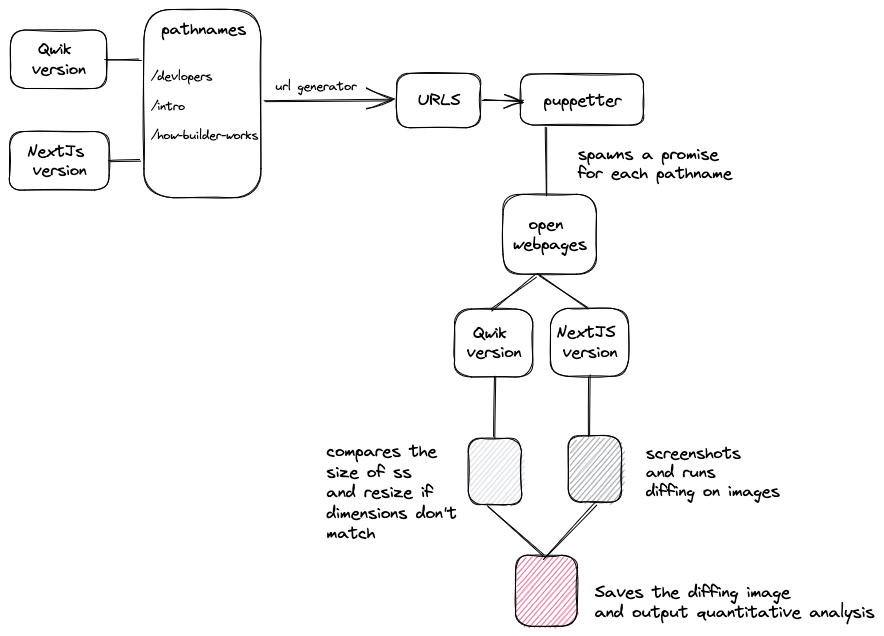 Qwik
version
NextJs
version
pathnames
/devlopers
/intro
/how-builder-works
url generator
URLS
puppetter
spawns a promise
for each pathname
open
webpages
Qwik
version
NextJS
version
compares the
size of ss
and resize if
dimensions don't
match
screenshots
and runs
diffing on images
Saves the diffing image
and output quantitative analysis